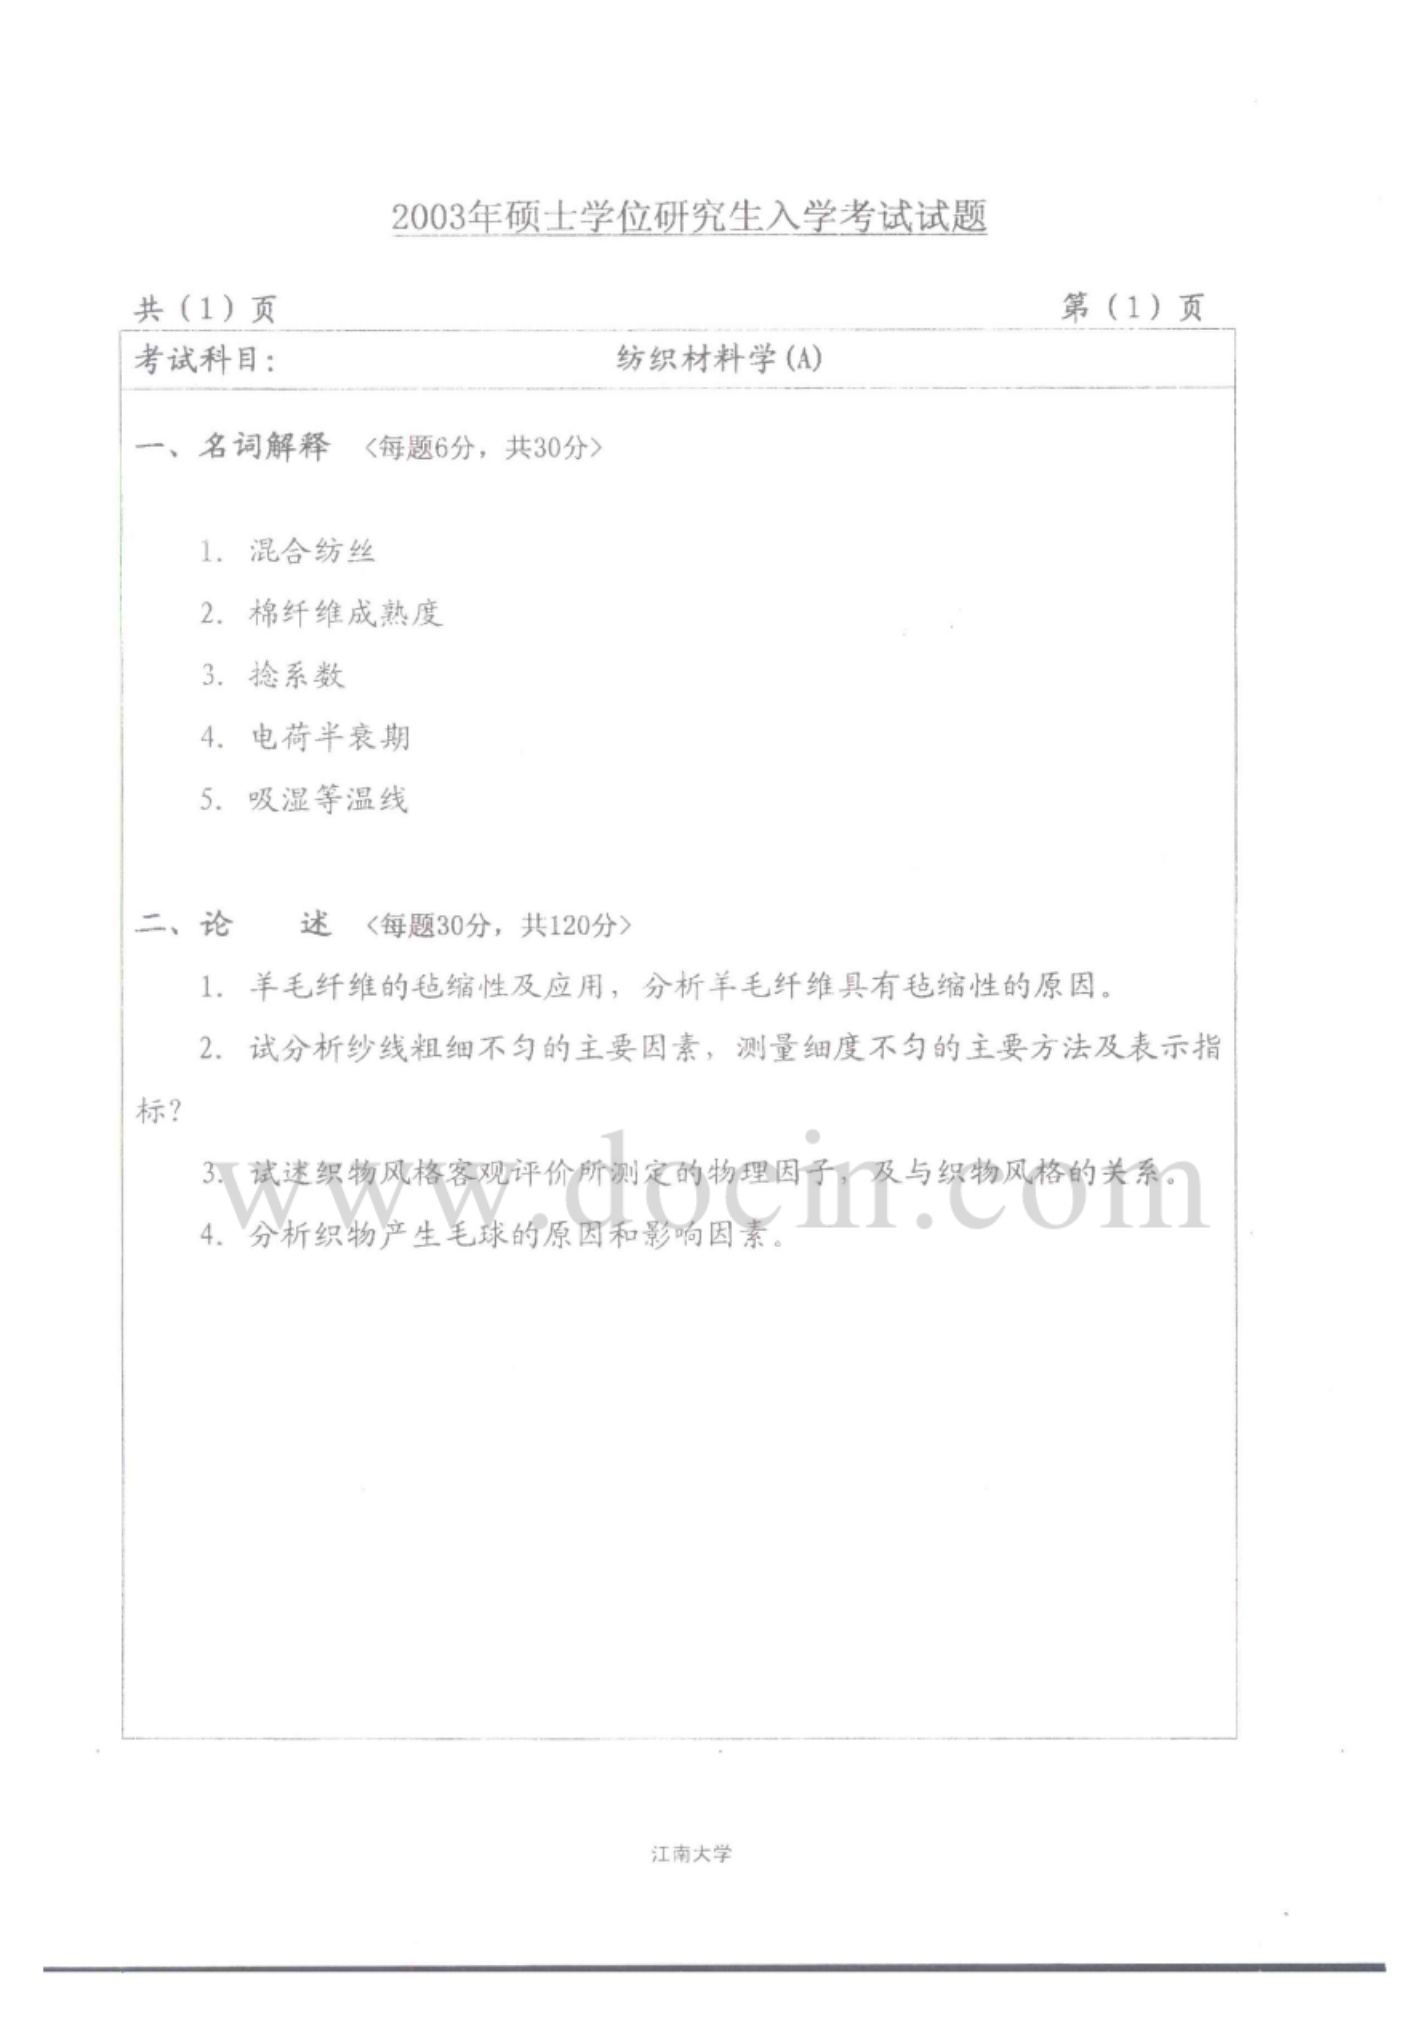 2003年硕士学位研究生入学考试试题
共(1)页 第(1)页
考试科目: 纺织材料学(A)
一、名词解释 <每题6分，共30分>
1. 混合纺丝
2. 棉纤维成熟度
3. 捻系数
4. 电荷半衰期
5. 吸湿等温线
二、论 述 <每题30分，共120分>
1. 羊毛纤维的毡缩性及应用，分析羊毛纤维具有毡缩性的原因。
2. 试分析纱线粗细不匀的主要因素，测量细度不匀的主要方法及表示指
标?
3. 试述织物风格客观评价所测定的物理因子，及与织物风格的关系。
4. 分析织物产生毛球的原因和影响因素。
www.docin.com
江南大学